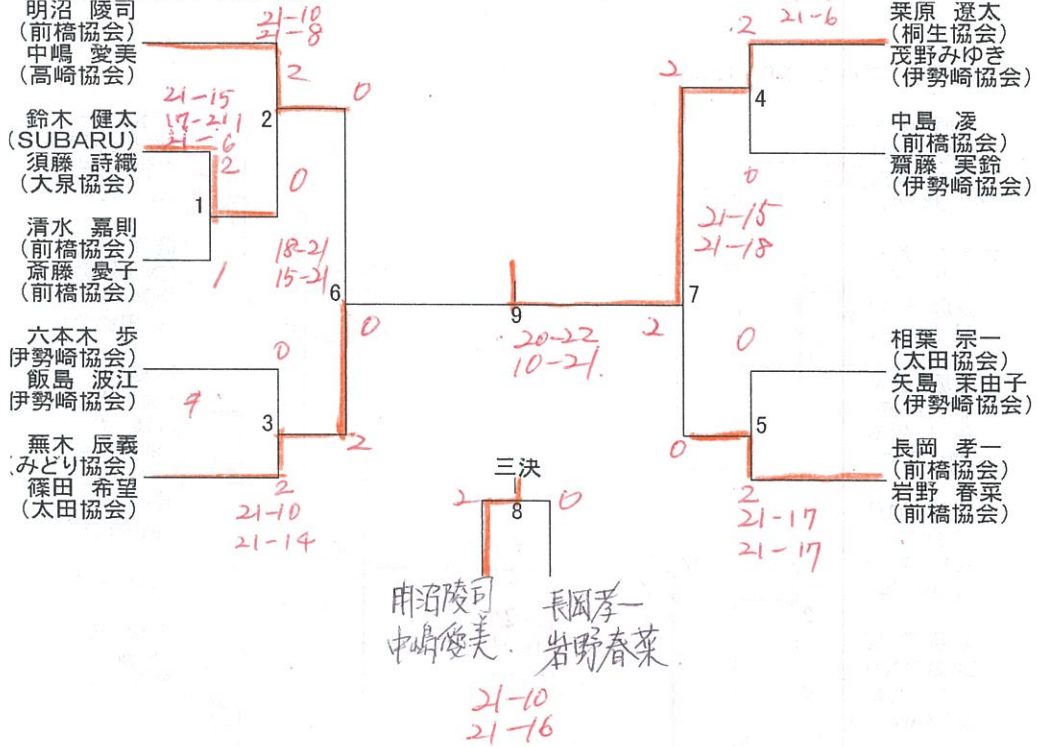 明沼 陵司
(前橋協会)
中嶋 愛美
(高崎協会)
21-10
21-8
2
0
2
鈴木 健太
(SUBARU)
須藤 詩織
(大泉協会)
21-15
17-21
21-6
1
2
1
0
清水 嘉則
(前橋協会)
斎藤 憂子
(前橋協会)
1
18-21
15-21
6
0
六本木 歩
伊勢崎協会)
飯島 波江
伊勢崎協会)
0
3
2
無木 辰義
みどり協会)
篠田 希望
(太田協会)
2
21-10
21-14
9
20-22
10-21
三決
2
8
0
明沼陵司
中嶋愛美
長岡孝一
岩野春菜
21-10
21-16
2
21-6
栞原 遼太
(桐生協会)
茂野みゆき
(伊勢崎協会)
2
4
中島 凌
(前橋協会)
齋藤 実鈴
(伊勢崎協会)
0
21-15
21-18
7
2
0
相葉 宗一
(太田協会)
矢島 茉由子
(伊勢崎協会)
5
0
長岡 孝一
(前橋協会)
岩野 春菜
(前橋協会)
2
21-17
21-17